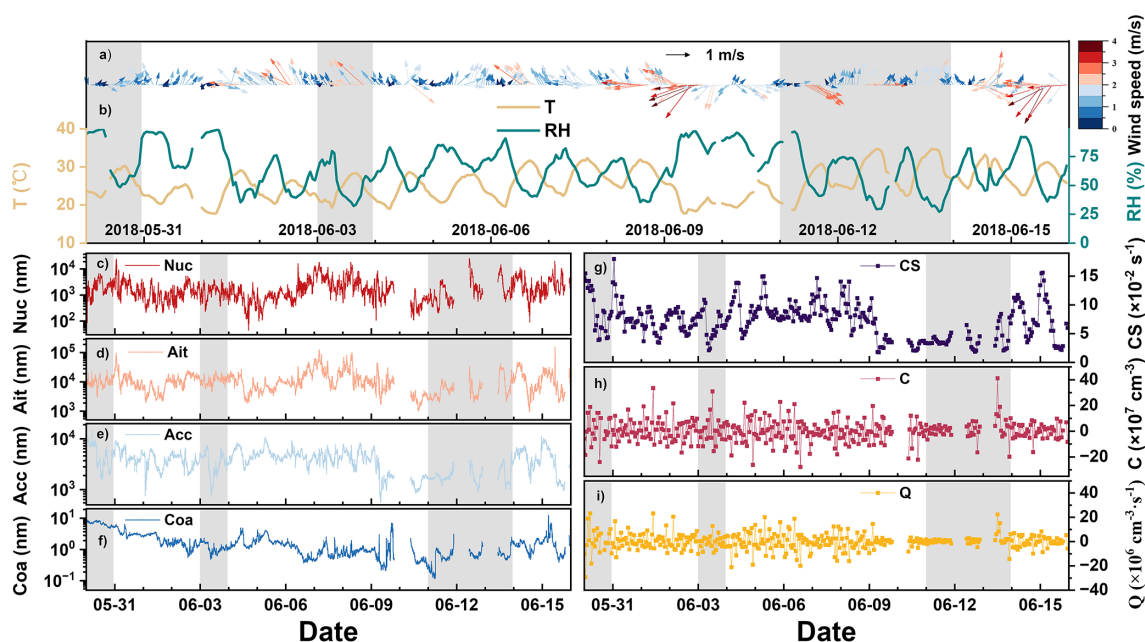 a)
1 m/s
4
3
2
1
0
Wind speed (m/s)
b)
T
RH
40
30
20
10
T (℃)
75
50
25
0
RH (%)
2018-05-31
2018-06-03
2018-06-06
2018-06-09
2018-06-12
2018-06-15
c)
Nuc
10⁴
10³
10²
Nuc (nm)
d)
Ait
10⁵
10⁴
10³
Ait (nm)
e)
Acc
10⁴
10³
Acc (nm)
f)
Coa
10¹
10⁰
10⁻¹
Coa (nm)
05-31
06-03
06-06
06-09
06-12
06-15
Date
g)
CS
15
10
5
0
CS (×10⁻² s⁻¹)
h)
C
40
20
0
−20
C (×10⁷ cm⁻³)
i)
Q
40
20
0
−20
−40
Q (×10⁶ cm⁻³·s⁻¹)
05-31
06-03
06-06
06-09
06-12
06-15
Date